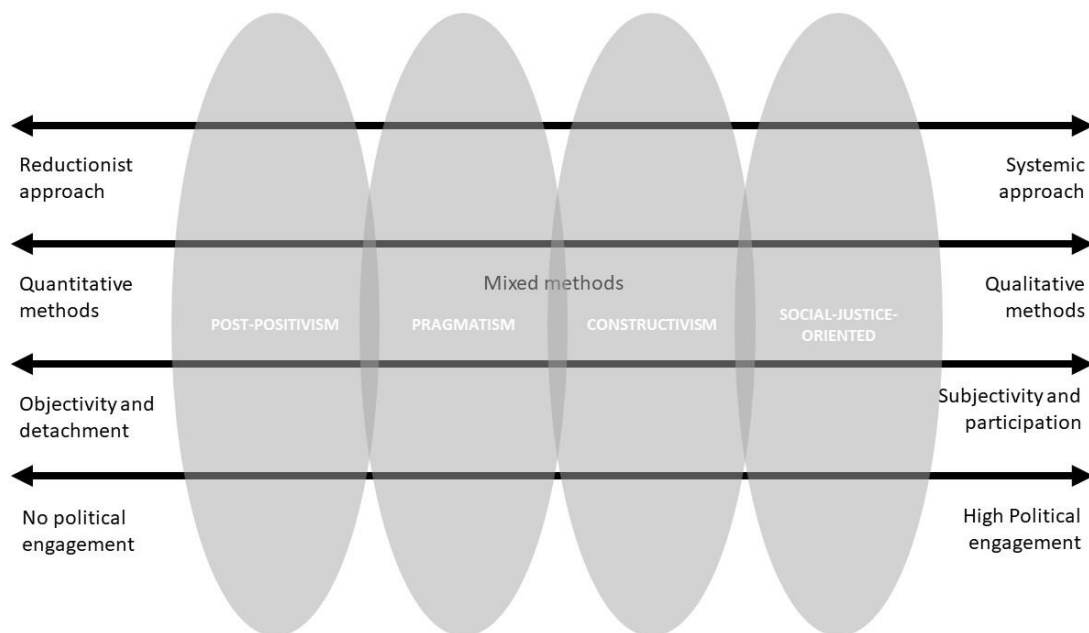 Reductionist
approach
Systemic
approach
Quantitative
methods
Mixed methods
Qualitative
methods
POST-POSITIVISM
PRAGMATISM
CONSTRUCTIVISM
SOCIAL-JUSTICE-
ORIENTED
Objectivity and
detachment
Subjectivity and
participation
No political
engagement
High Political
engagement